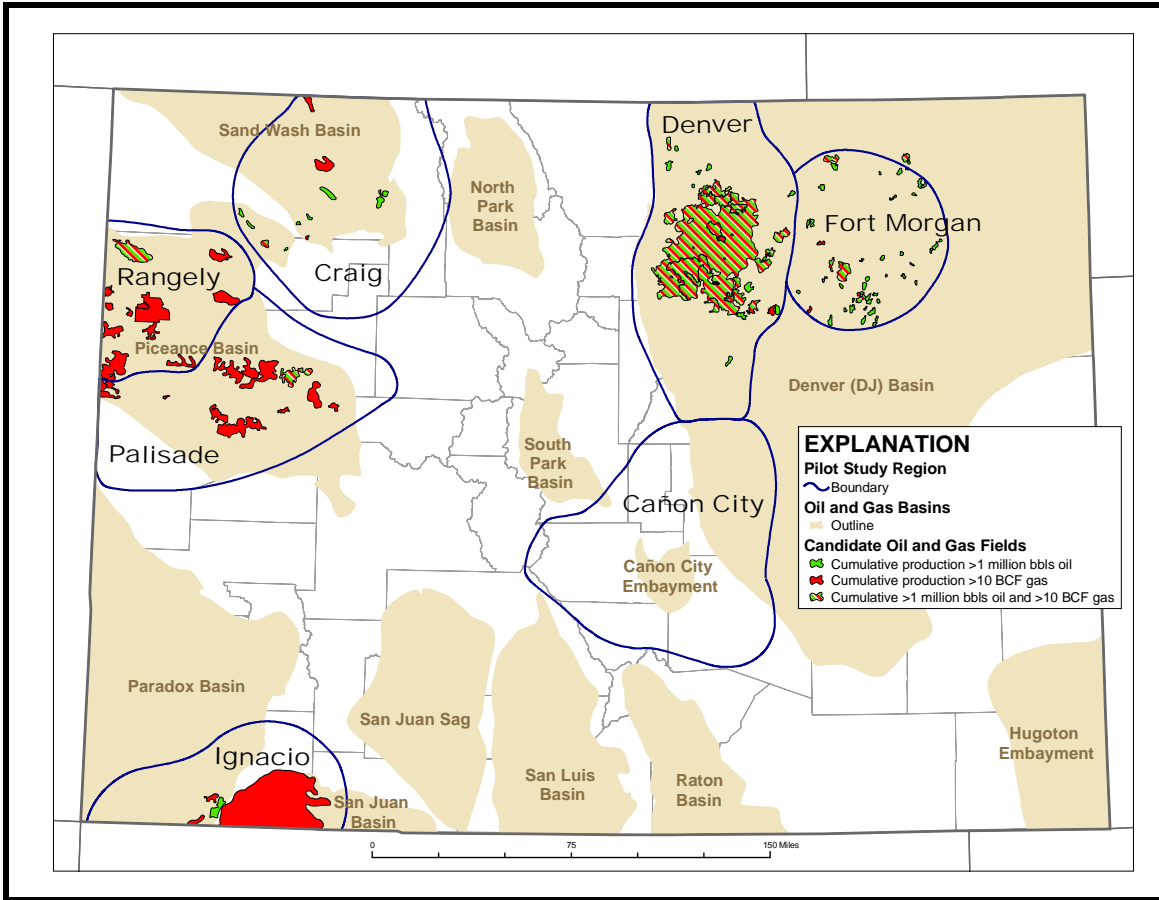 Sand Wash Basin
Denver
North
Park
Basin
Fort Morgan
Rangely
Craig
Piceance Basin
Denver (DJ) Basin
Palisade
South
Park
Basin
EXPLANATION
Pilot Study Region
Boundary
Oil and Gas Basins
Outline
Candidate Oil and Gas Fields
Cumulative production >1 million bbls oil
Cumulative production >10 BCF gas
Cumulative >1 million bbls oil and >10 BCF gas
Cañon City
Cañon City
Embayment
Paradox Basin
San Juan Sag
Ignacio
San Juan
Basin
San Luis
Basin
Raton
Basin
Hugoton
Embayment
0 75 150 Miles